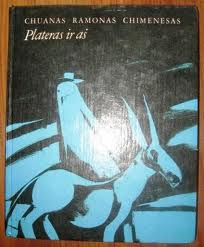 CHUANAS RAMONAS CHIMENESAS
Plateras ir aš